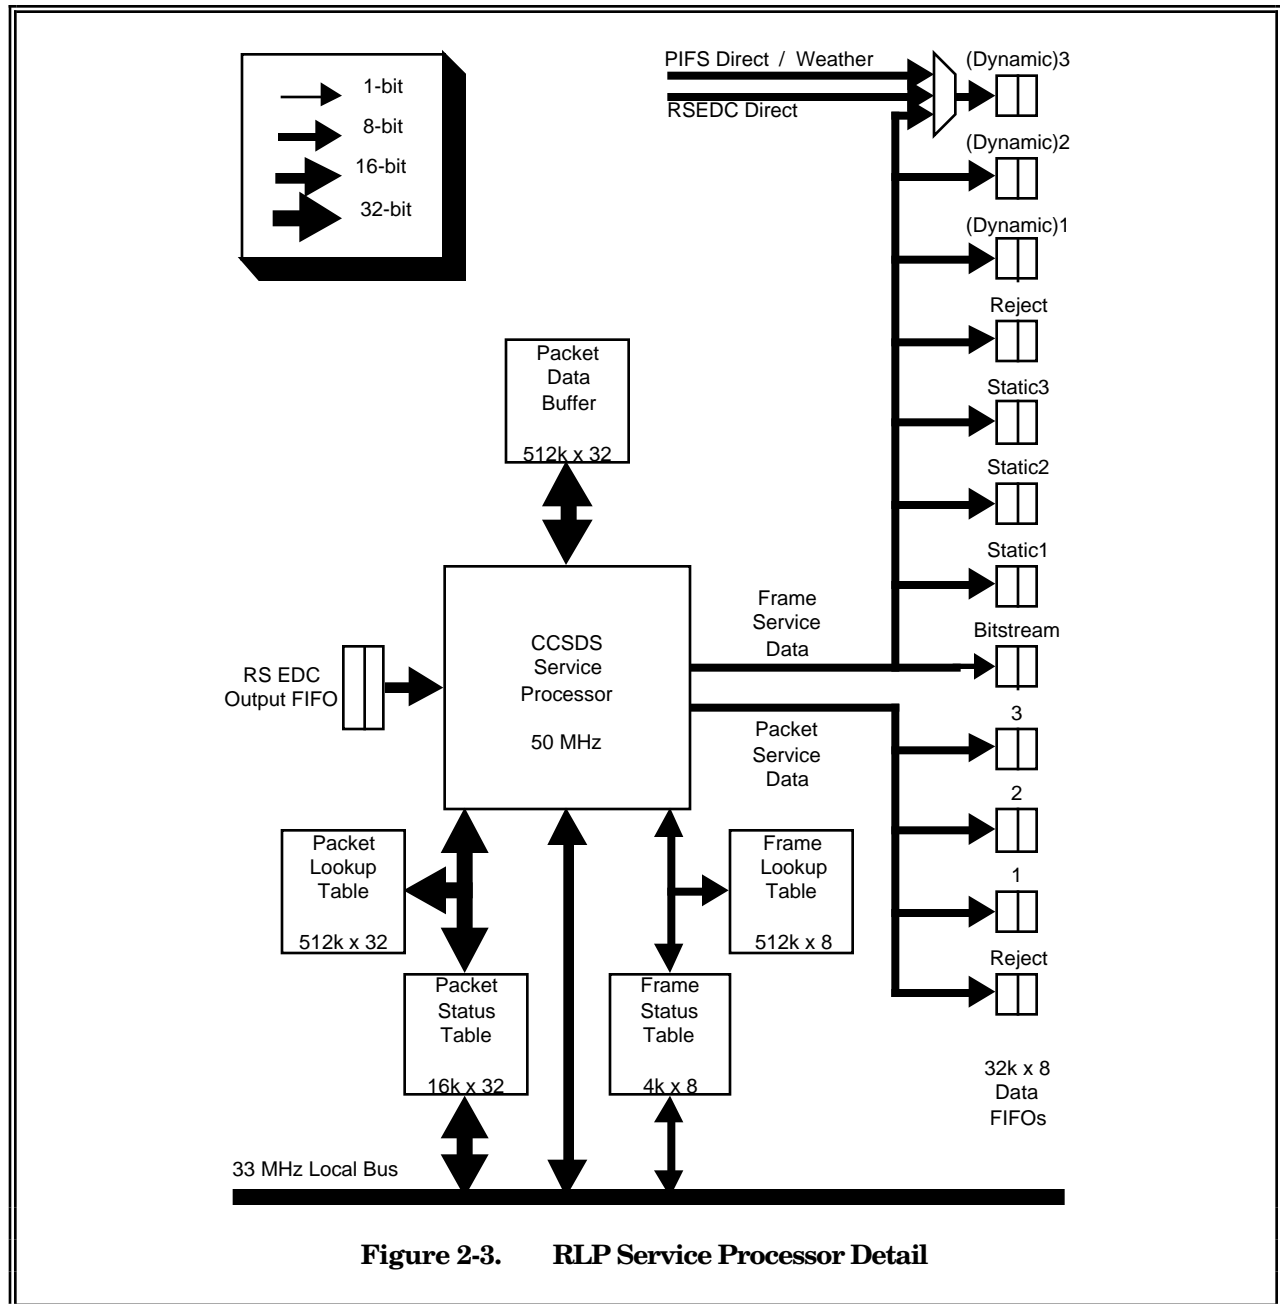 1-bit
8-bit
16-bit
32-bit
PIFS Direct / Weather
RSEDC Direct
(Dynamic)3
(Dynamic)2
(Dynamic)1
Reject
Static3
Static2
Static1
Bitstream
3
2
1
Reject
32k x 8
Data
FIFOs
Packet
Data
Buffer
512k x 32
CCSDS
Service
Processor
50 MHz
RS EDC
Output FIFO
Frame
Service
Data
Packet
Service
Data
Packet
Lookup
Table
512k x 32
Frame
Lookup
Table
512k x 8
Packet
Status
Table
16k x 32
Frame
Status
Table
4k x 8
33 MHz Local Bus
Figure 2-3. RLP Service Processor Detail